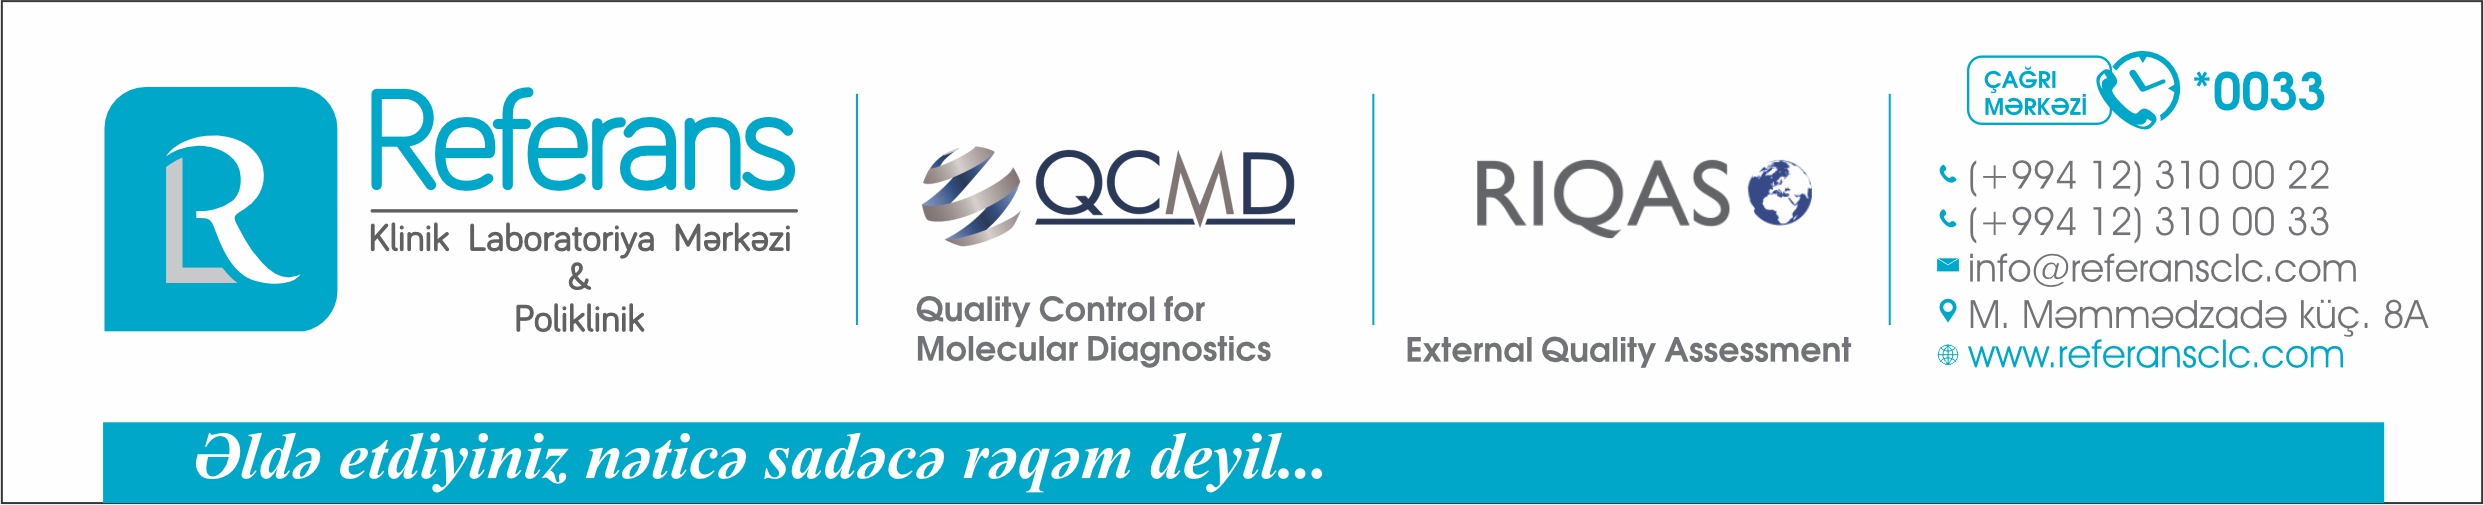 Referans
Klinik Laboratoriya Mərkəzi
&
Poliklinik
QCMD
Quality Control for
Molecular Diagnostics
RIQAS
External Quality Assessment
ÇAĞRI
MƏRKƏZİ
*0033
(+994 12) 310 00 22
(+994 12) 310 00 33
info@referansclc.com
M. Məmmədzadə küç. 8A
www.referansclc.com
Əldə etdiyiniz nəticə sadəcə rəqəm deyil...